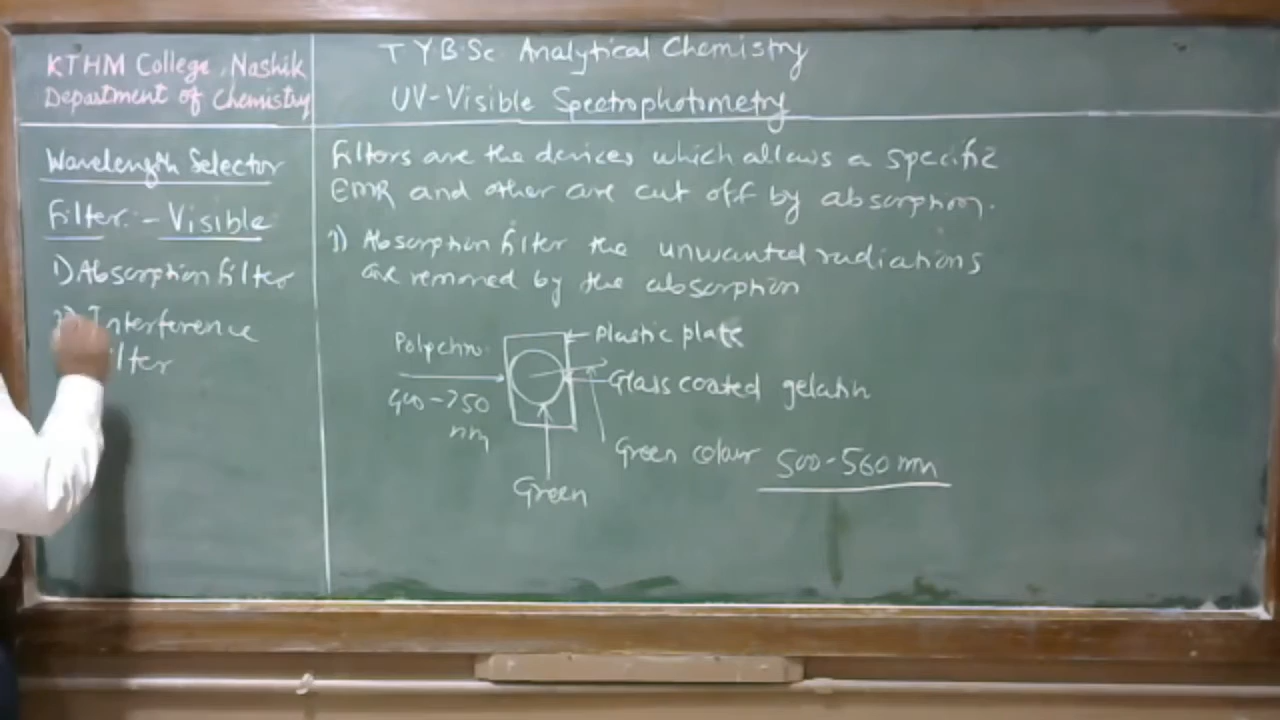 KTHM College, Nashik
Department of Chemistry
TYB.Sc Analytical Chemistry
UV-Visible Spectrophotometry
Wavelength Selector
Filter:- Visible
1) Absorption filter
Interference
filter
Filters are the devices which allows a specific
EMR and other are cut off by absorption.
1) Absorption filter the unwanted radiations
are removed by the absorption
Polychro.
400-750
nm
Plastic plate
Glass coated gelatin
Green colour 500-560 nm
Green